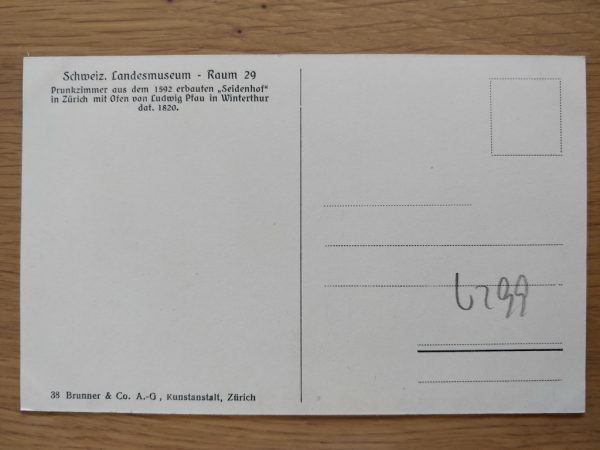 Schweiz. Landesmuseum - Raum 29
Prunkzimmer aus dem 1592 erbauten „Seidenhof“
in Zürich mit Ofen von Ludwig Pfau in Winterthur
dat. 1820.
38 Brunner & Co. A.-G, Kunstanstalt, Zürich